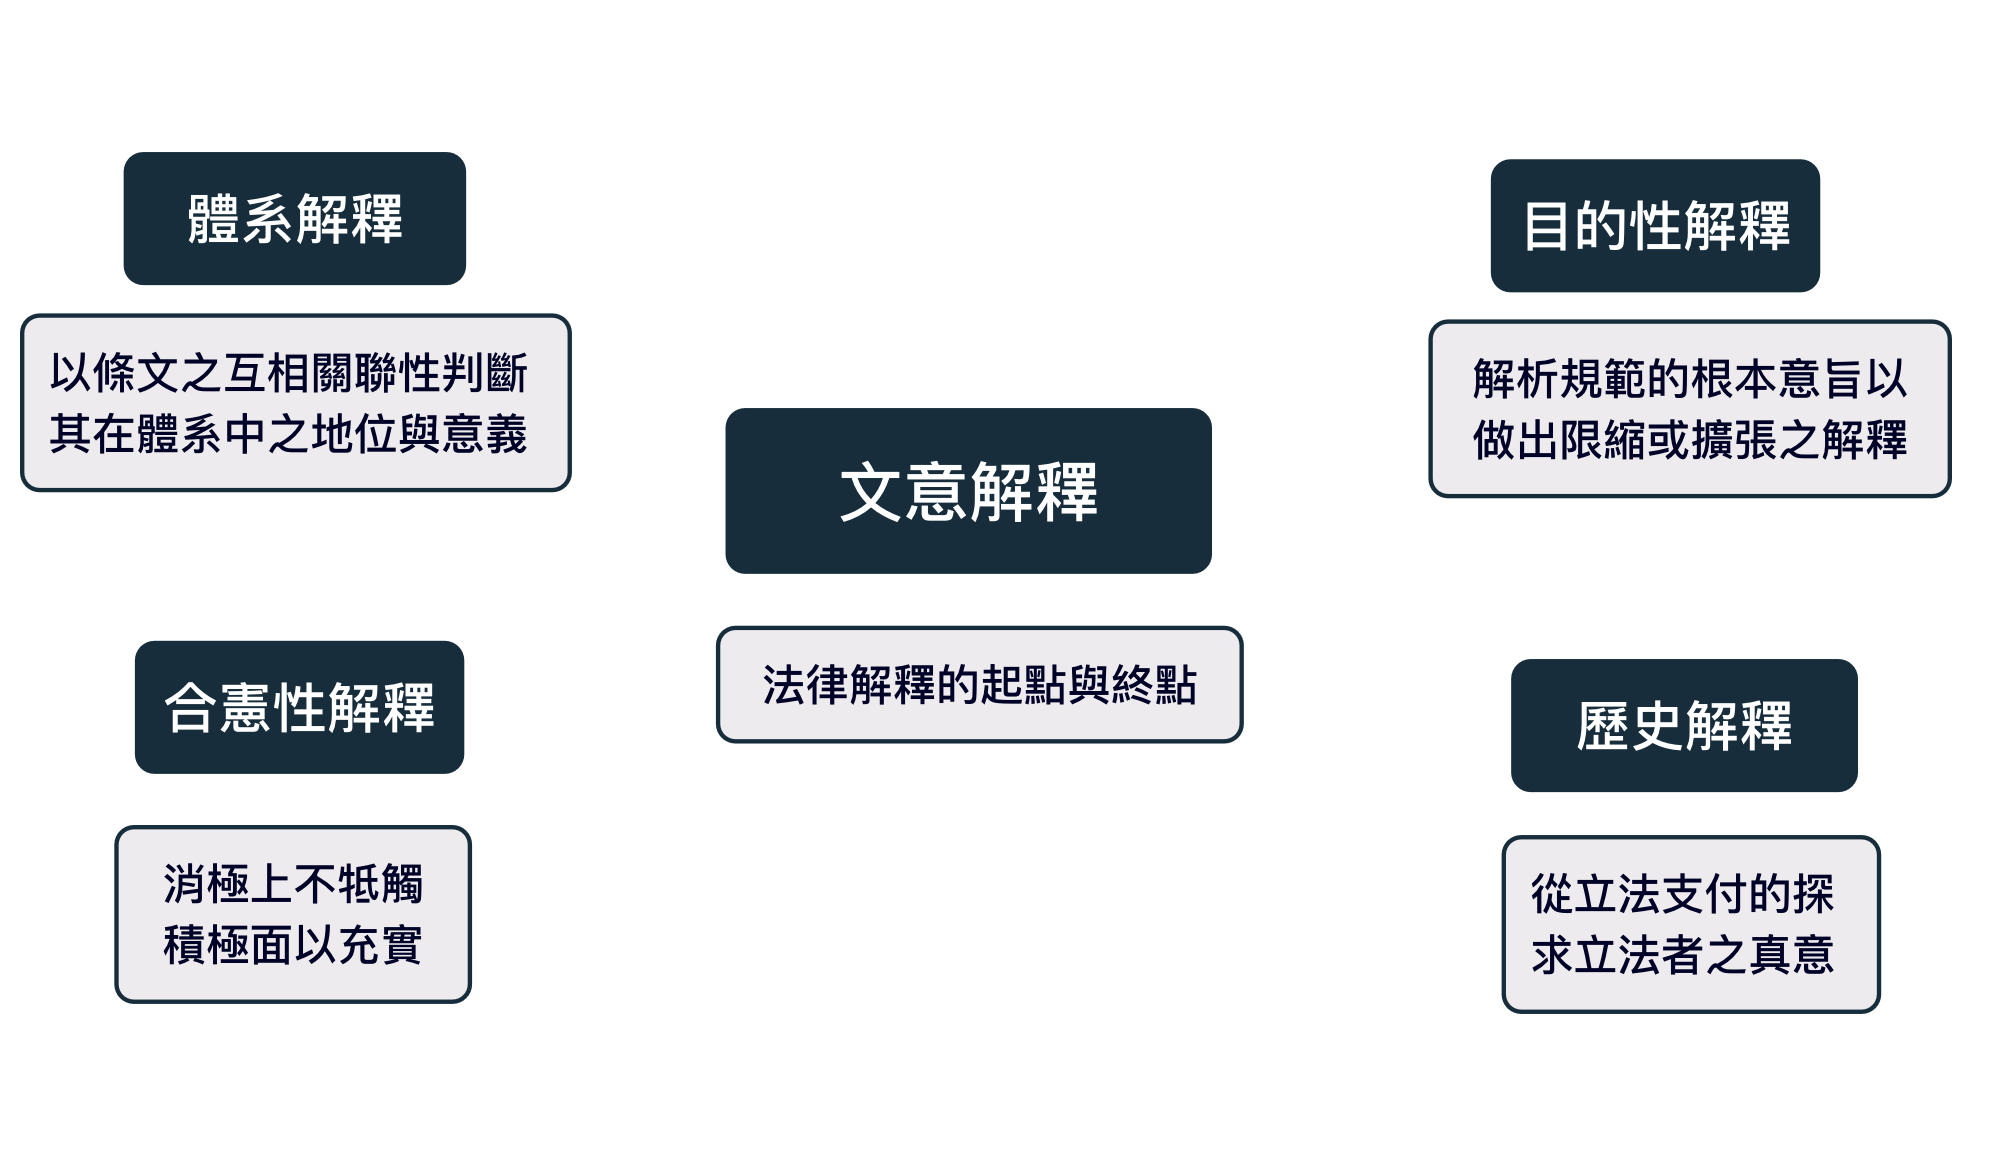 體系解釋
以條文之互相關聯性判斷
其在體系中之地位與意義
合憲性解釋
消極上不牴觸
積極面以充實
文意解釋
法律解釋的起點與終點
目的性解釋
解析規範的根本意旨以
做出限縮或擴張之解釋
歷史解釋
從立法支付的探
求立法者之真意